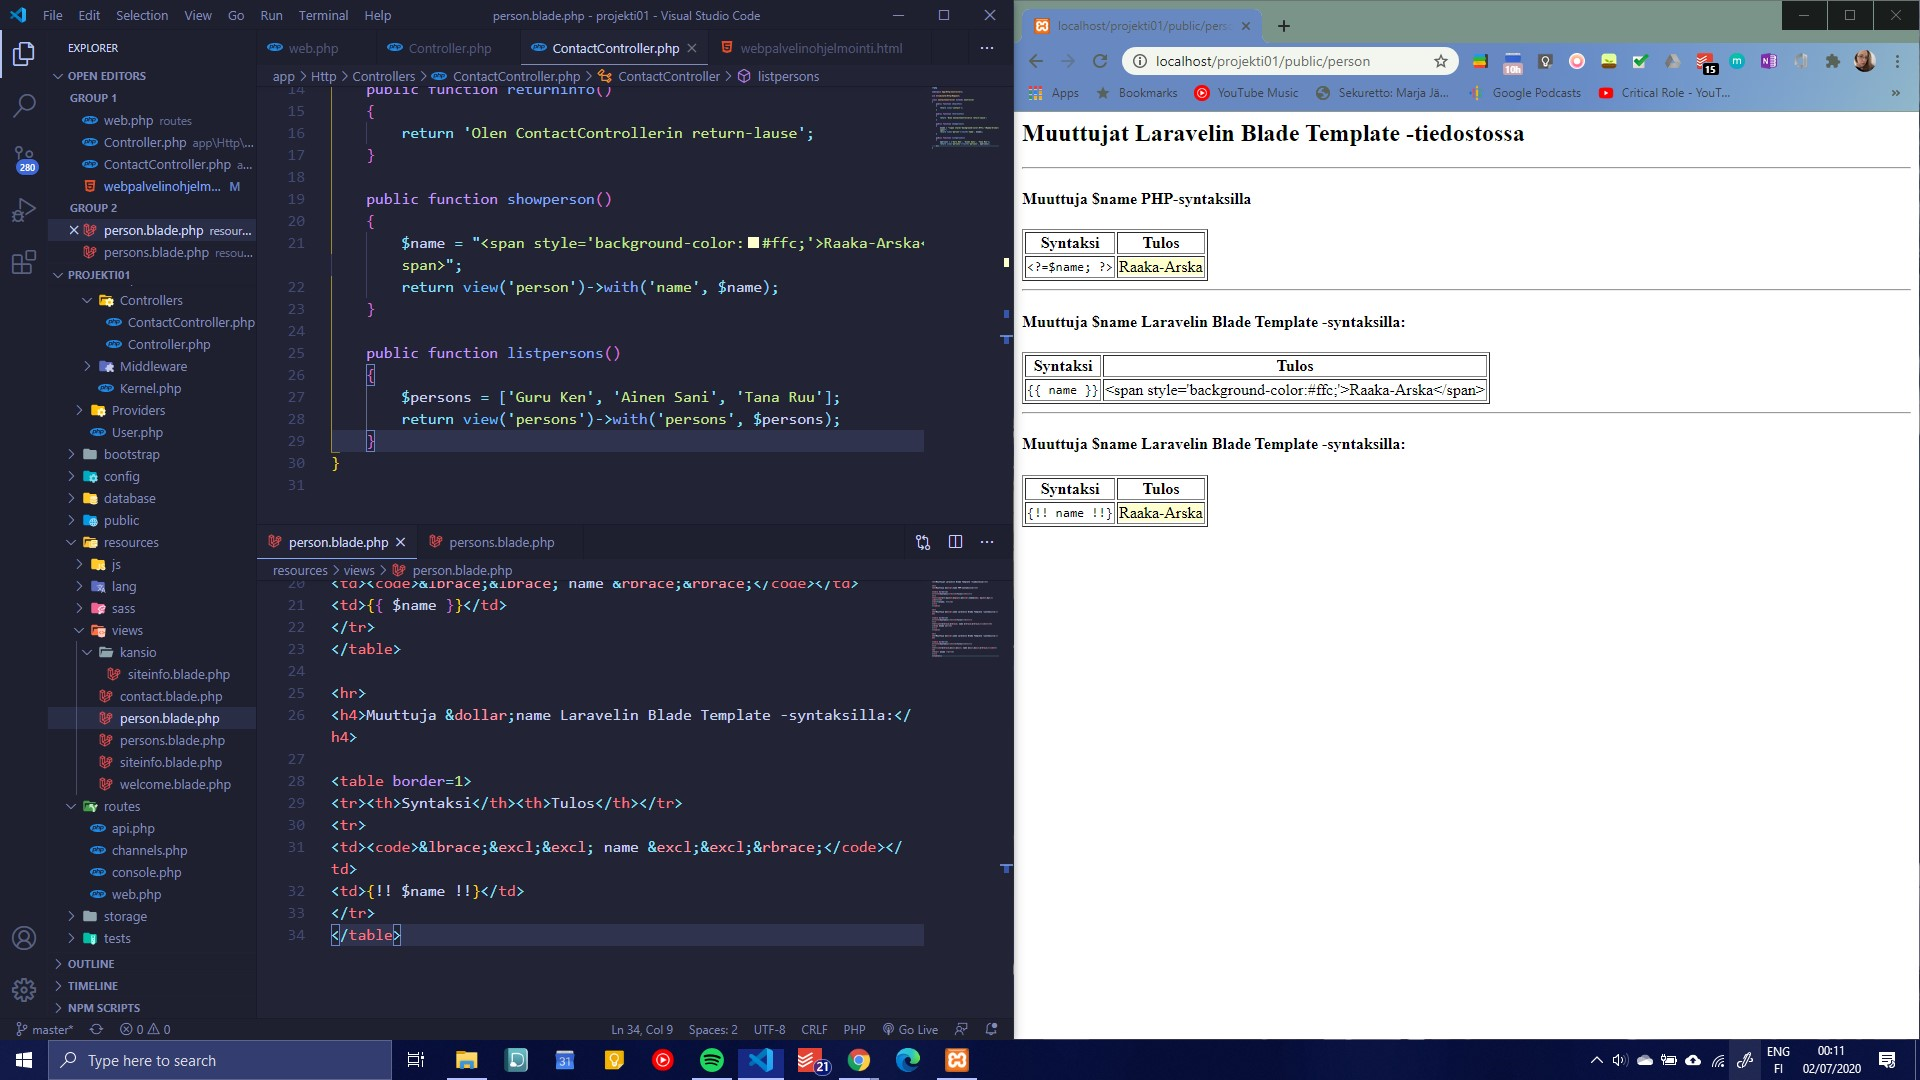 File Edit Selection View Go Run Terminal Help
person.blade.php - projekti01 - Visual Studio Code
EXPLORER
OPEN EDITORS
GROUP 1
web.php routes
Controller.php app\Http\...
ContactController.php a...
webpalvelinohjelm... M
GROUP 2
person.blade.php resour...
persons.blade.php resou...
PROJEKTI01
Controllers
ContactController.php
Controller.php
Middleware
Kernel.php
Providers
User.php
bootstrap
config
database
public
resources
js
lang
sass
views
kansio
siteinfo.blade.php
contact.blade.php
person.blade.php
persons.blade.php
siteinfo.blade.php
welcome.blade.php
routes
api.php
channels.php
console.php
web.php
storage
tests
OUTLINE
TIMELINE
NPM SCRIPTS
280
web.php Controller.php ContactController.php webpalvelinohjelmointi.html
app > Http > Controllers > ContactController.php > ContactController > listpersons
14 public function returninfo()
15 {
16 return 'Olen ContactControllerin return-lause';
17 }
18
19 public function showperson()
20 {
21 $name = "<span style='background-color:#ffc;'>Raaka-Arska<
span>";
22 return view('person')->with('name', $name);
23 }
24
25 public function listpersons()
26 {
27 $persons = ['Guru Ken', 'Ainen Sani', 'Tana Ruu'];
28 return view('persons')->with('persons', $persons);
29 }
30 }
31
person.blade.php persons.blade.php
resources > views > person.blade.php
20 <td><code>&lbrace;&lbrace; name &rbrace;&rbrace;</code></td>
21 <td>{{ $name }}</td>
22 </tr>
23 </table>
24
25 <hr>
26 <h4>Muuttuja &dollar;name Laravelin Blade Template -syntaksilla:</
h4>
27
28 <table border=1>
29 <tr><th>Syntaksi</th><th>Tulos</th></tr>
30 <tr>
31 <td><code>&lbrace;&excl;&excl; name &excl;&excl;&rbrace;</code></
td>
32 <td>{!! $name !!}</td>
33 </tr>
34 </table>
master* 0 0 Ln 34, Col 9 Spaces: 2 UTF-8 CRLF PHP Go Live
localhost/projekti01/public/pers
localhost/projekti01/public/person
10h
15
Apps Bookmarks YouTube Music Sekuretto: Marja Jä... Google Podcasts Critical Role - YouT... »
Muuttujat Laravelin Blade Template -tiedostossa
Muuttuja $name PHP-syntaksilla
Syntaksi Tulos
<?=$name; ?> Raaka-Arska
Muuttuja $name Laravelin Blade Template -syntaksilla:
Syntaksi Tulos
{{ name }} <span style='background-color:#ffc;'>Raaka-Arska</span>
Muuttuja $name Laravelin Blade Template -syntaksilla:
Syntaksi Tulos
{!! name !!} Raaka-Arska
Type here to search
31
21
ENG
FI
00:11
02/07/2020